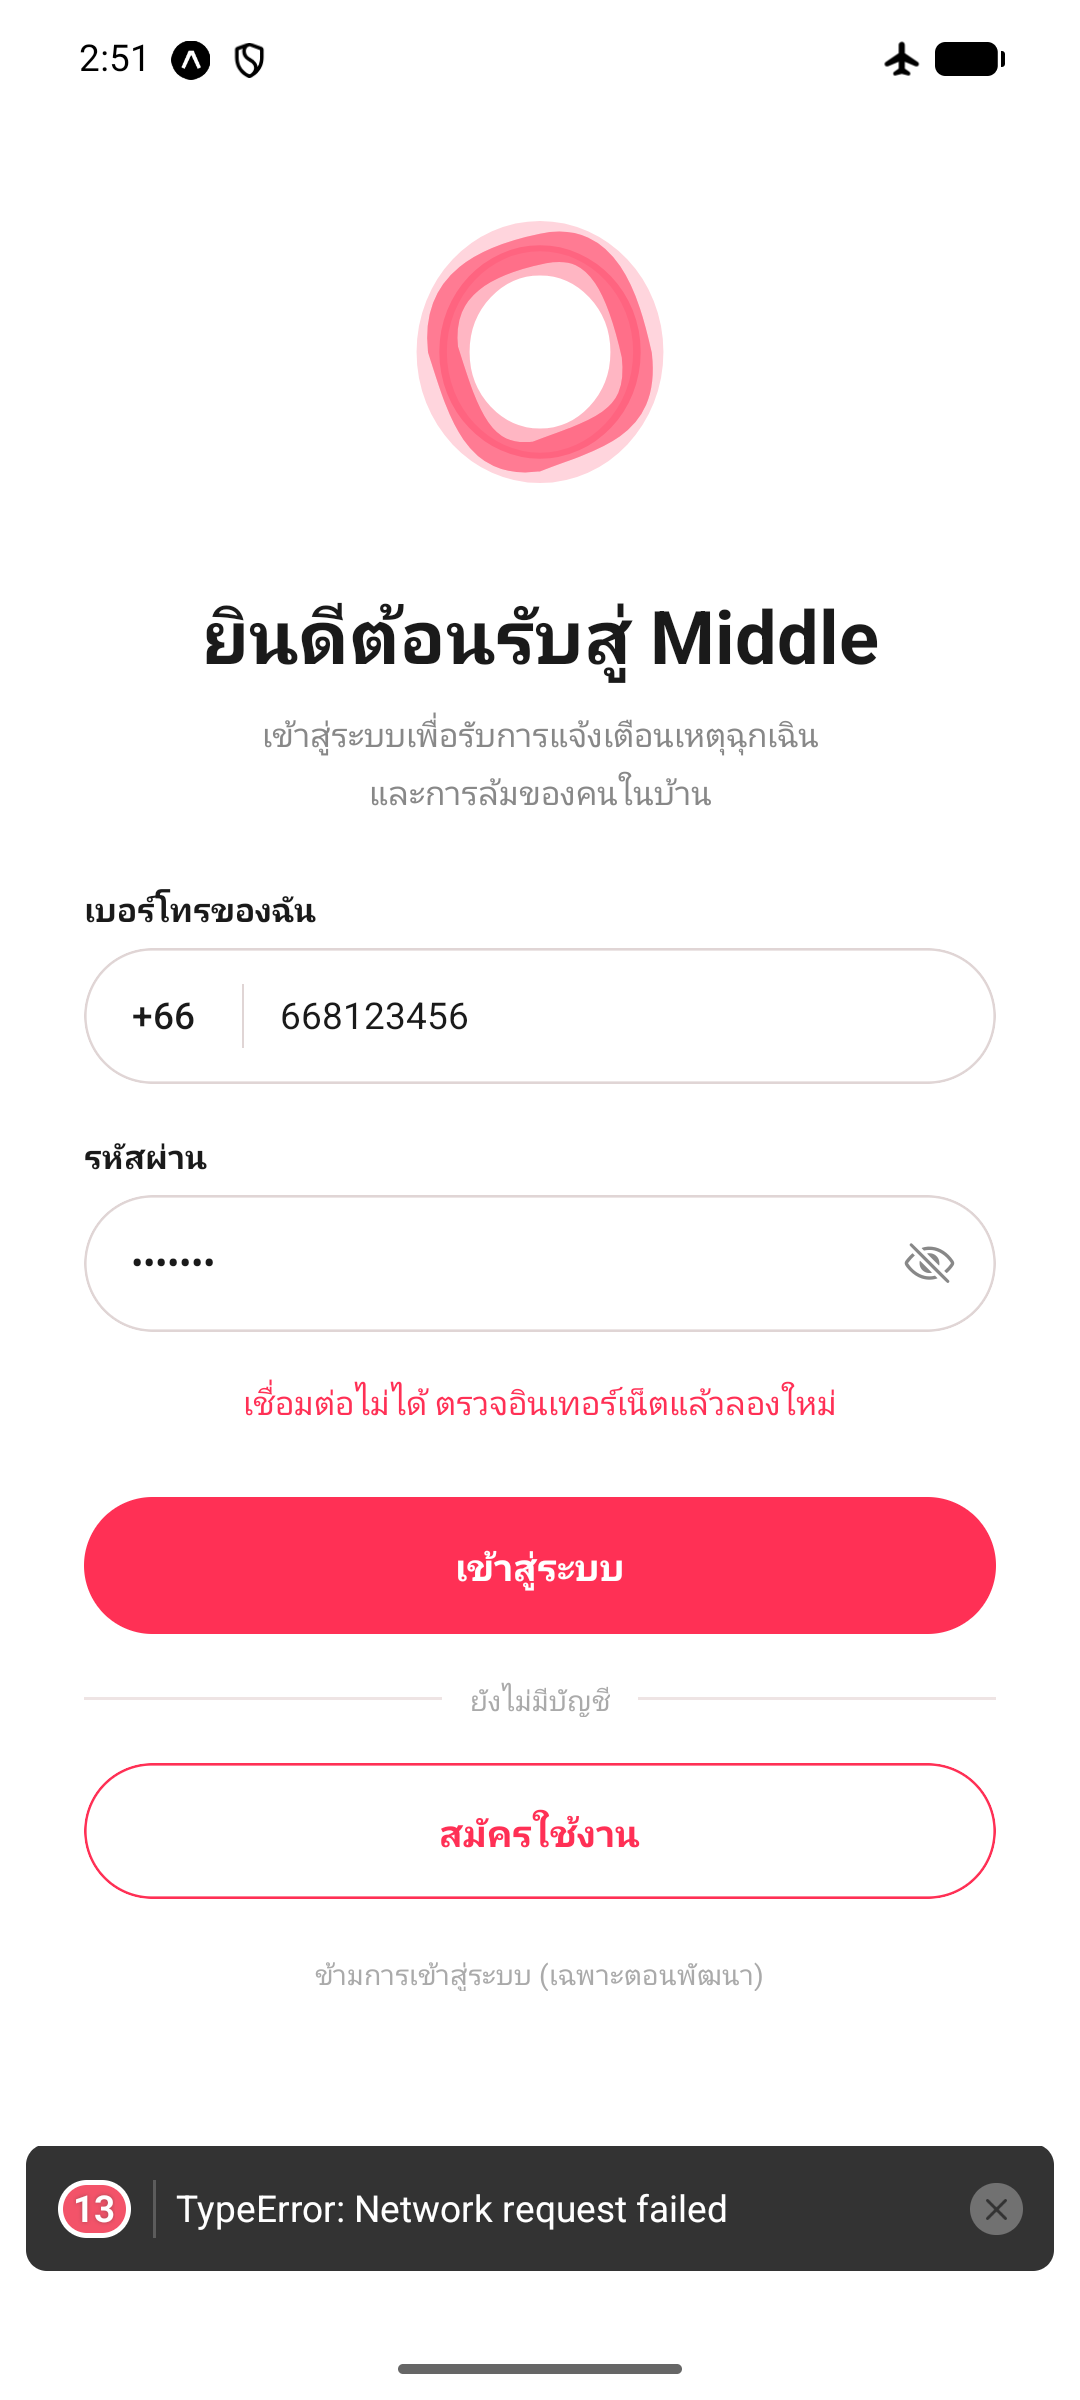 2:51
ยินดีต้อนรับสู่ Middle
เข้าสู่ระบบเพื่อรับการแจ้งเตือนเหตุฉุกเฉิน
และการล้มของคนในบ้าน
เบอร์โทรของฉัน
+66 668123456
รหัสผ่าน
•••••••
เชื่อมต่อไม่ได้ ตรวจอินเทอร์เน็ตแล้วลองใหม่
เข้าสู่ระบบ
ยังไม่มีบัญชี
สมัครใช้งาน
ข้ามการเข้าสู่ระบบ (เฉพาะตอนพัฒนา)
13 TypeError: Network request failed